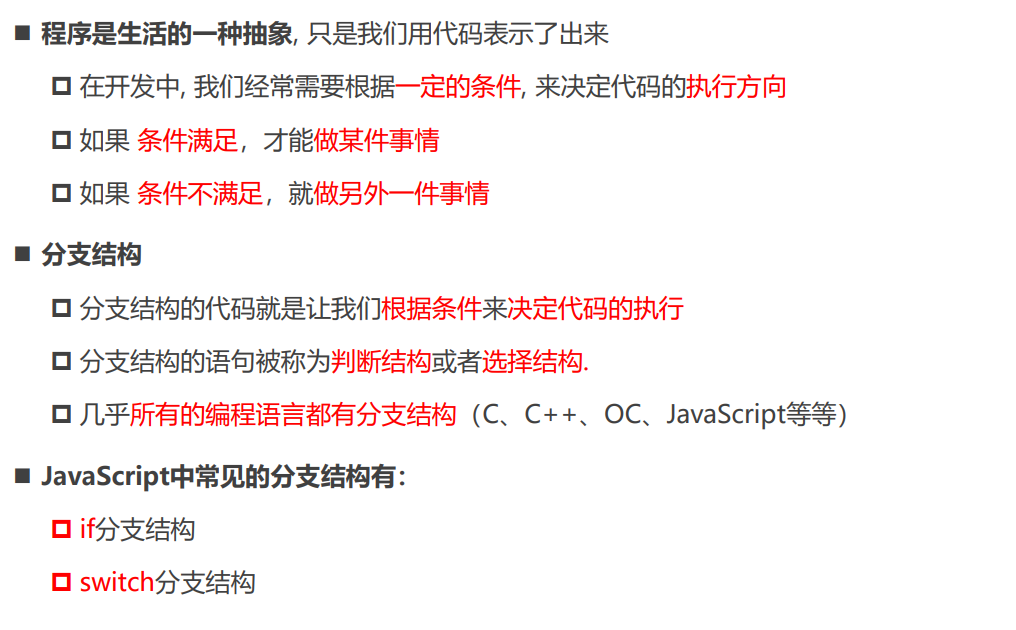 程序是生活的一种抽象, 只是我们用代码表示了出来
在开发中, 我们经常需要根据一定的条件, 来决定代码的执行方向
如果 条件满足，才能做某件事情
如果 条件不满足，就做另外一件事情
分支结构
分支结构的代码就是让我们根据条件来决定代码的执行
分支结构的语句被称为判断结构或者选择结构.
几乎所有的编程语言都有分支结构（C、C++、OC、JavaScript等等）
JavaScript中常见的分支结构有：
if分支结构
switch分支结构